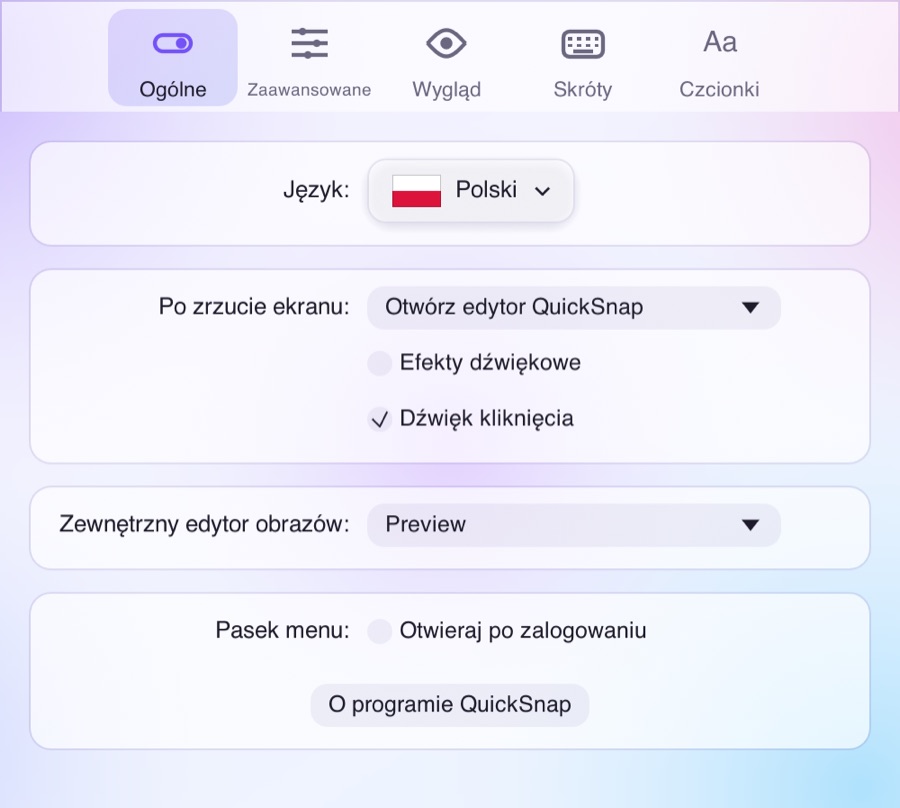 Ogólne
Zaawansowane
Wygląd
Skróty
Aa
Czcionki
Język: Polski
Po zrzucie ekranu: Otwórz edytor QuickSnap
Efekty dźwiękowe
Dźwięk kliknięcia
Zewnętrzny edytor obrazów: Preview
Pasek menu: Otwieraj po zalogowaniu
O programie QuickSnap